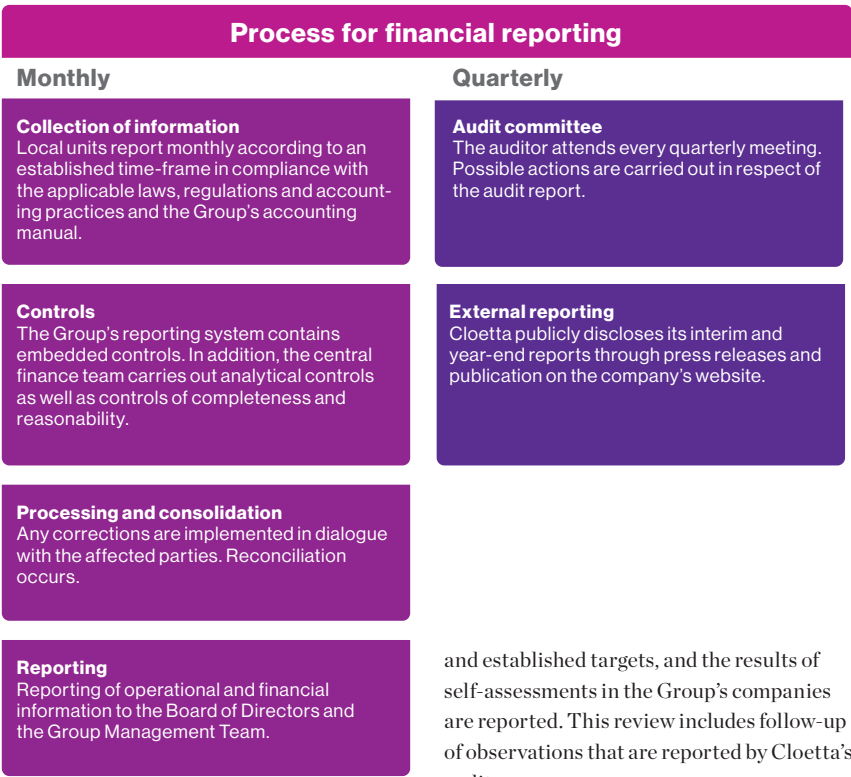 Process for financial reporting
Monthly
Collection of information
Local units report monthly according to an
established time-frame in compliance with
the applicable laws, regulations and account-
ing practices and the Group's accounting
manual.
Controls
The Group's reporting system contains
embedded controls. In addition, the central
finance team carries out analytical controls
as well as controls of completeness and
reasonability.
Processing and consolidation
Any corrections are implemented in dialogue
with the affected parties. Reconciliation
occurs.
Reporting
Reporting of operational and financial
information to the Board of Directors and
the Group Management Team.
Quarterly
Audit committee
The auditor attends every quarterly meeting.
Possible actions are carried out in respect of
the audit report.
External reporting
Cloetta publicly discloses its interim and
year-end reports through press releases and
publication on the company's website.
and established targets, and the results of
self-assessments in the Group's companies
are reported. This review includes follow-up
of observations that are reported by Cloetta's